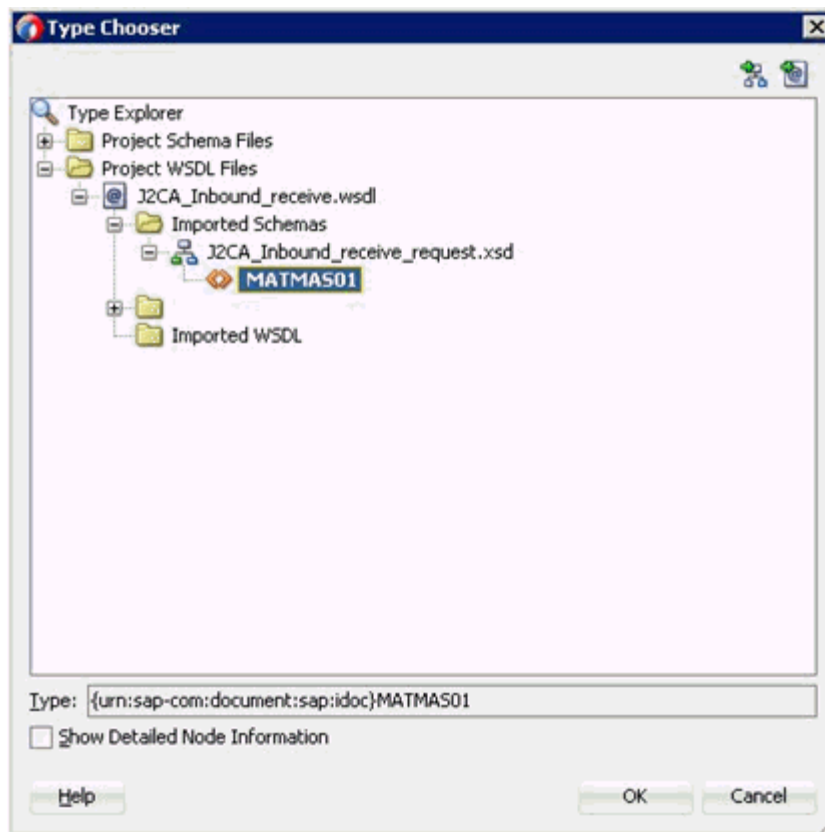 Type Chooser
Type Explorer
Project Schema Files
Project WSDL Files
J2CA_Inbound_receive.wsdl
Imported Schemas
J2CA_Inbound_receive_request.xsd
MATMAS01
Imported WSDL
Type: {urn:sap-com:document:sap:idoc}MATMAS01
Show Detailed Node Information
Help OK Cancel